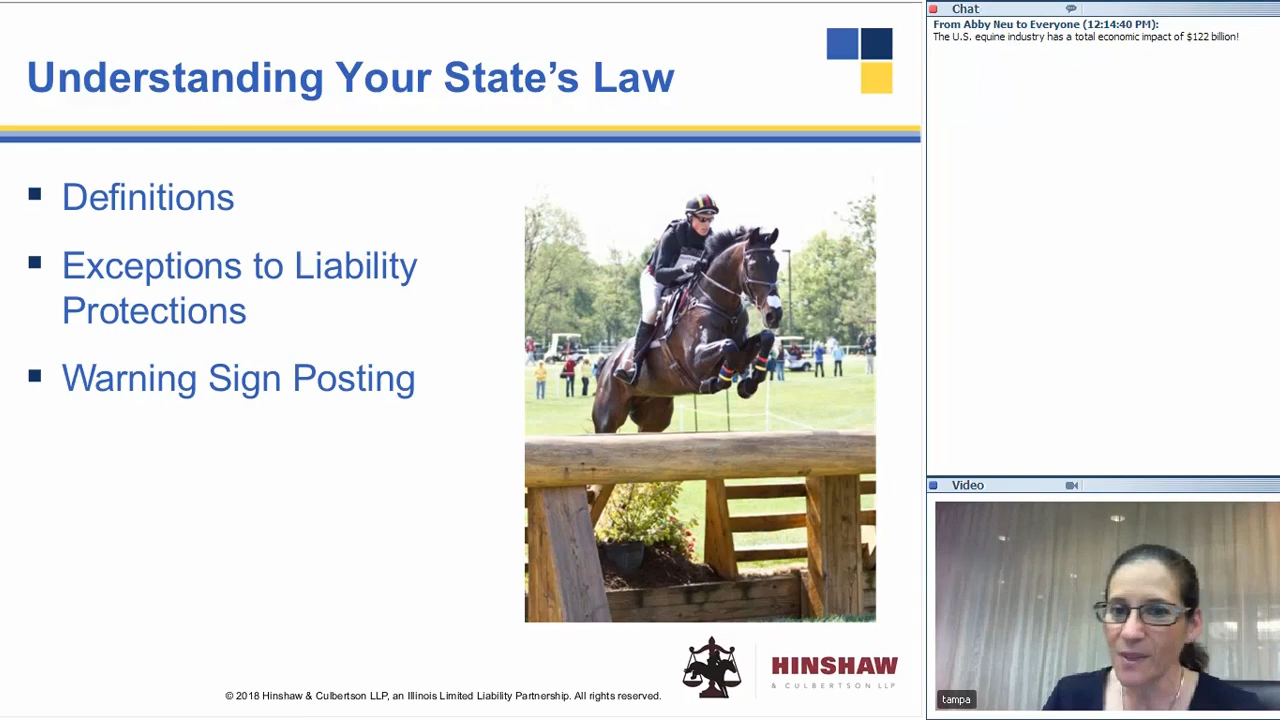 Understanding Your State’s Law
▪ Definitions
▪ Exceptions to Liability
Protections
▪ Warning Sign Posting
© 2018 Hinshaw & Culbertson LLP, an Illinois Limited Liability Partnership. All rights reserved.
HINSHAW
& CULBERTSON LLP
Chat
From Abby Neu to Everyone (12:14:40 PM):
The U.S. equine industry has a total economic impact of $122 billion!
Video
tampa